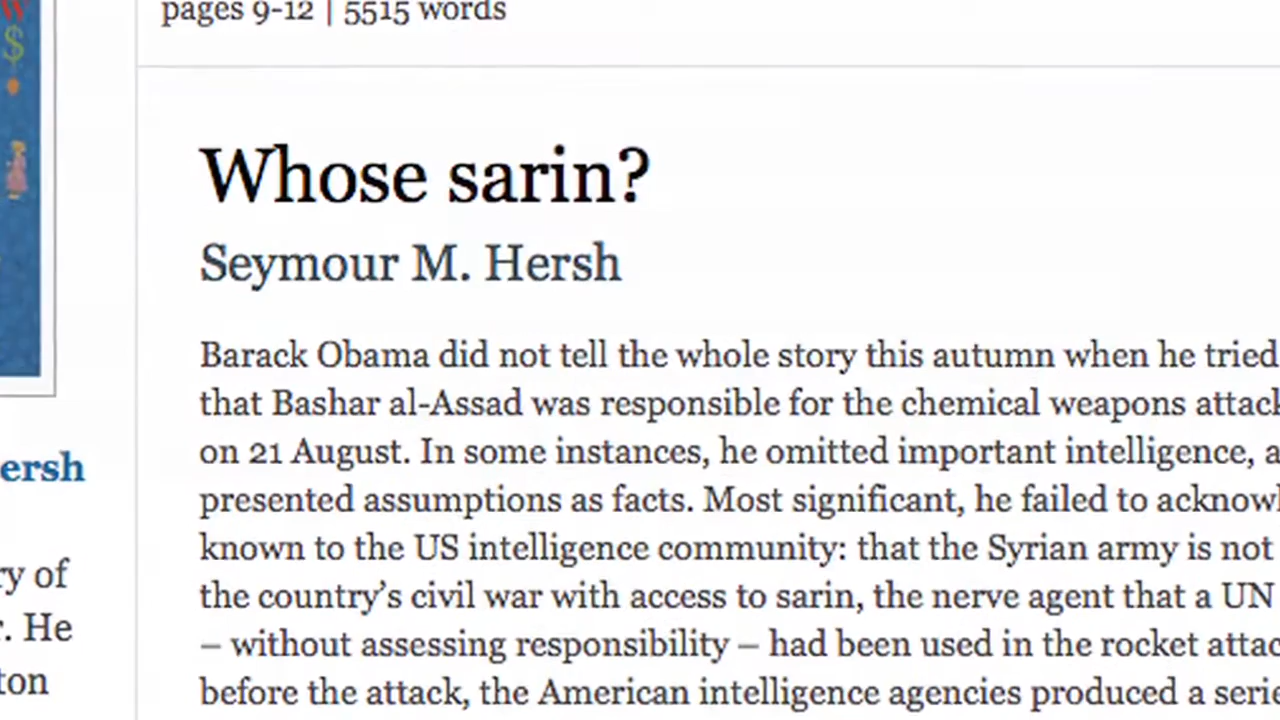 pages 9-12 | 5515 words
Whose sarin?
Seymour M. Hersh
Barack Obama did not tell the whole story this autumn when he tried
that Bashar al-Assad was responsible for the chemical weapons attack
on 21 August. In some instances, he omitted important intelligence, a
presented assumptions as facts. Most significant, he failed to acknowl
known to the US intelligence community: that the Syrian army is not
the country’s civil war with access to sarin, the nerve agent that a UN
– without assessing responsibility – had been used in the rocket attac
before the attack, the American intelligence agencies produced a serie
ersh
ry of
r. He
ton